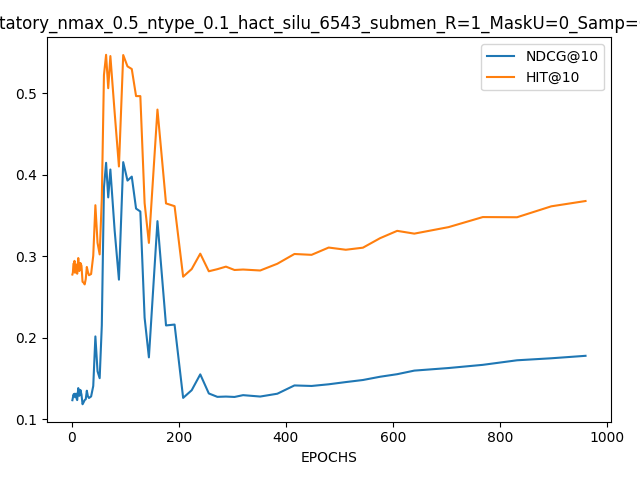 tatory_nmax_0.5_ntype_0.1_hact_silu_6543_submen_R=1_MaskU=0_Samp=
NDCG@10
HIT@10
0.5
0.4
0.3
0.2
0.1
0 200 400 600 800 1000
EPOCHS